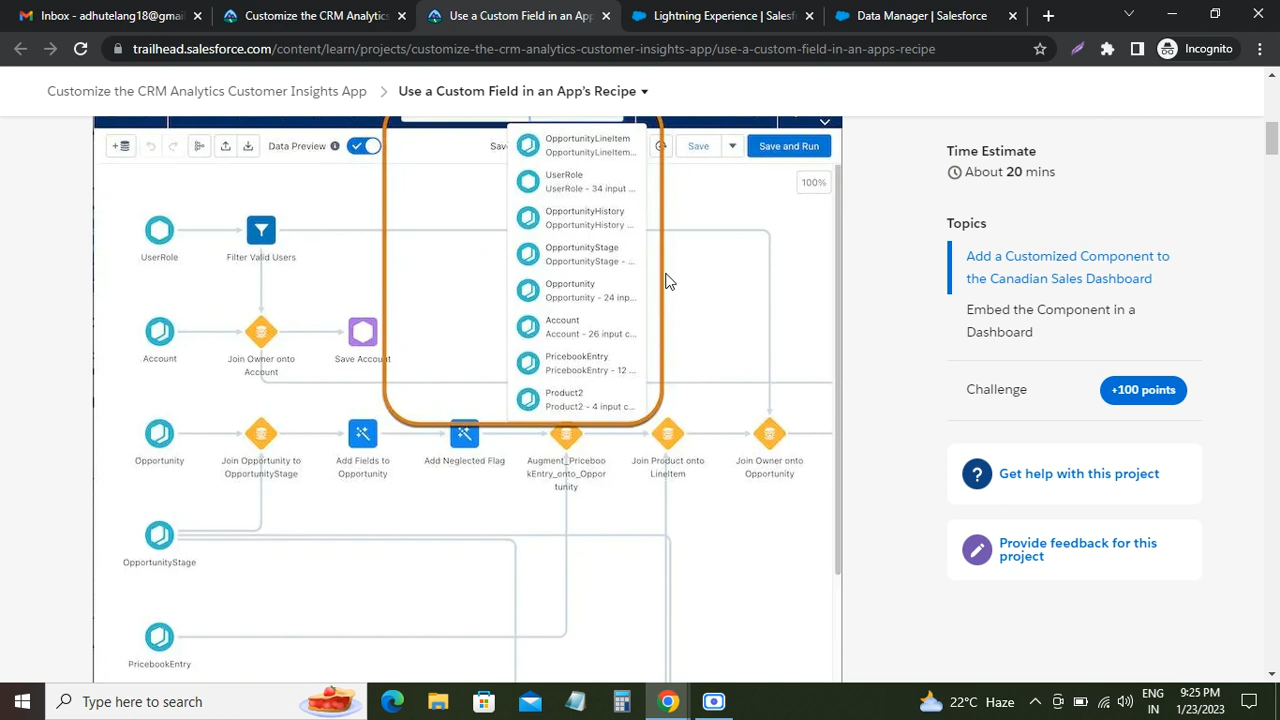 Inbox - adhutelang18@gmai
Customize the CRM Analytics
Use a Custom Field in an App
Lightning Experience | Salesf
Data Manager | Salesforce
trailhead.salesforce.com/content/learn/projects/customize-the-crm-analytics-customer-insights-app/use-a-custom-field-in-an-apps-recipe
Incognito
Customize the CRM Analytics Customer Insights App
Use a Custom Field in an App's Recipe
Data Preview
Sav
Save
Save and Run
100%
OpportunityLineItem
OpportunityLineItem...
UserRole
UserRole - 34 input ...
OpportunityHistory
OpportunityHistory ...
OpportunityStage
OpportunityStage - ...
Opportunity
Opportunity - 24 inp...
Account
Account - 26 input c...
PricebookEntry
PricebookEntry - 12 ...
Product2
Product2 - 4 input c...
UserRole
Filter Valid Users
Account
Join Owner onto
Account
Save Account
Opportunity
Join Opportunity to
OpportunityStage
Add Fields to
Opportunity
Add Neglected Flag
Augment_Priceboo
kEntry_onto_Oppor
tunity
Join Product onto
LineItem
Join Owner onto
Opportunity
OpportunityStage
PricebookEntry
Time Estimate
About 20 mins
Topics
Add a Customized Component to
the Canadian Sales Dashboard
Embed the Component in a
Dashboard
Challenge
+100 points
Get help with this project
Provide feedback for this
project
Type here to search
22°C Haze
ENG
IN
9:25 PM
1/23/2023